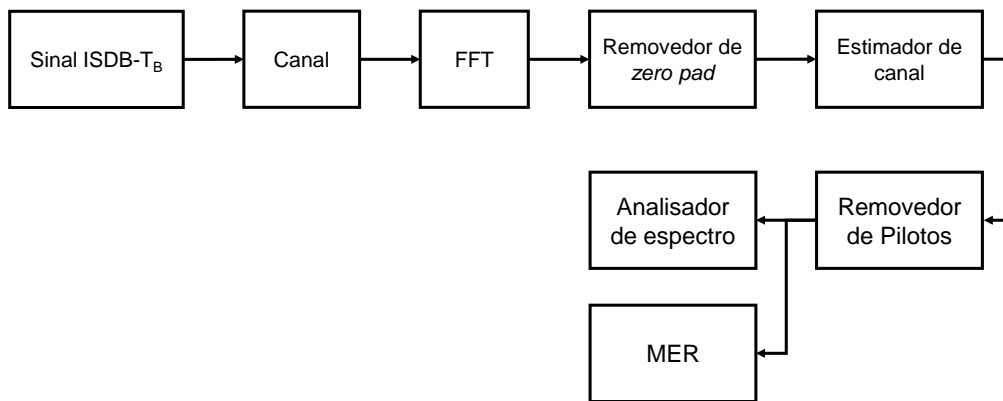 Sinal ISDB-T_B
Canal
FFT
Removedor de
zero pad
Estimador de
canal
Analisador
de espectro
Removedor
de Pilotos
MER